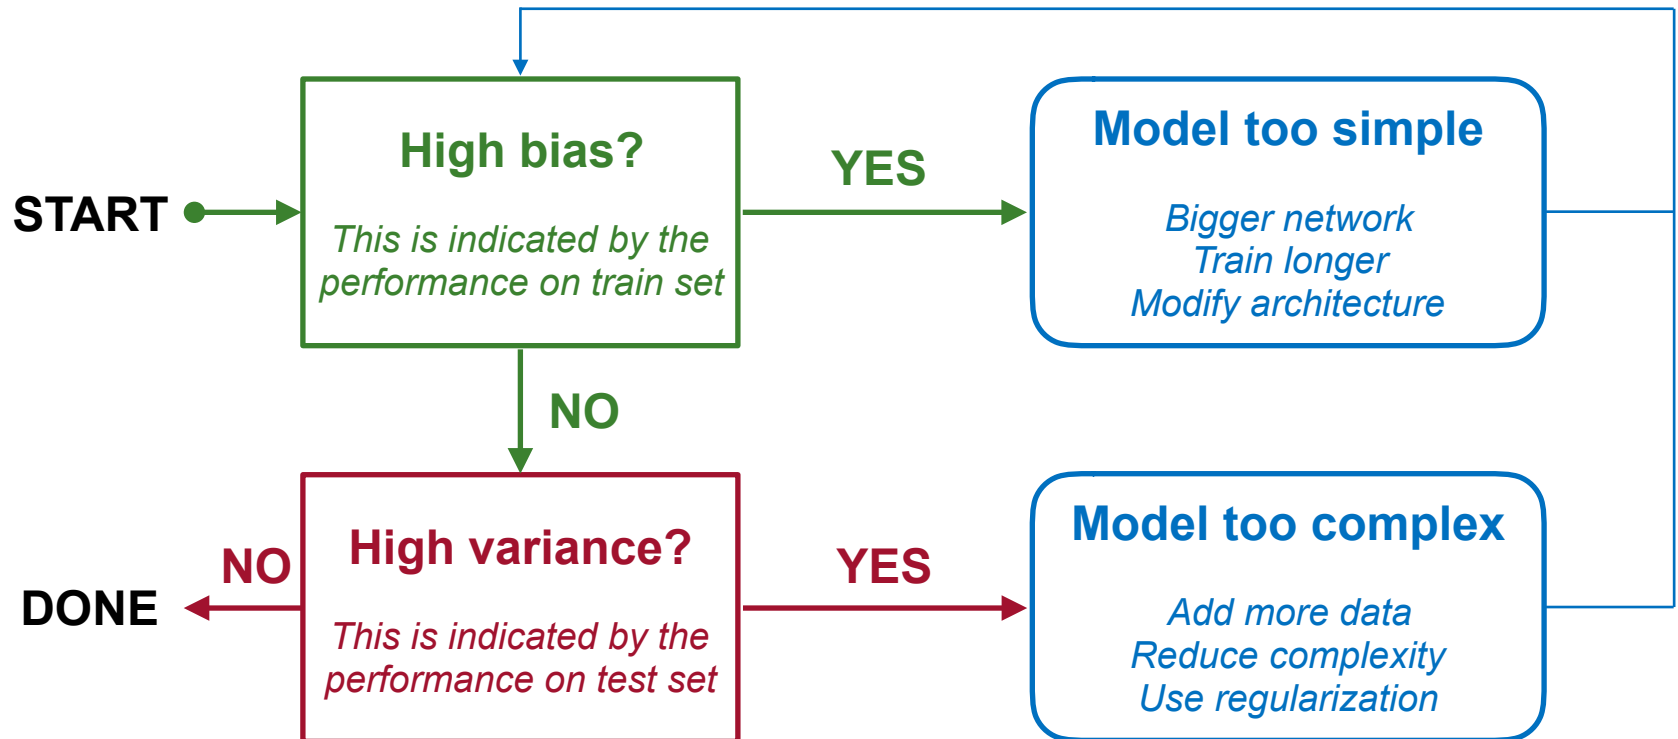 START
High bias?
This is indicated by the
performance on train set
YES
Model too simple
Bigger network
Train longer
Modify architecture
NO
High variance?
This is indicated by the
performance on test set
NO
DONE
YES
Model too complex
Add more data
Reduce complexity
Use regularization